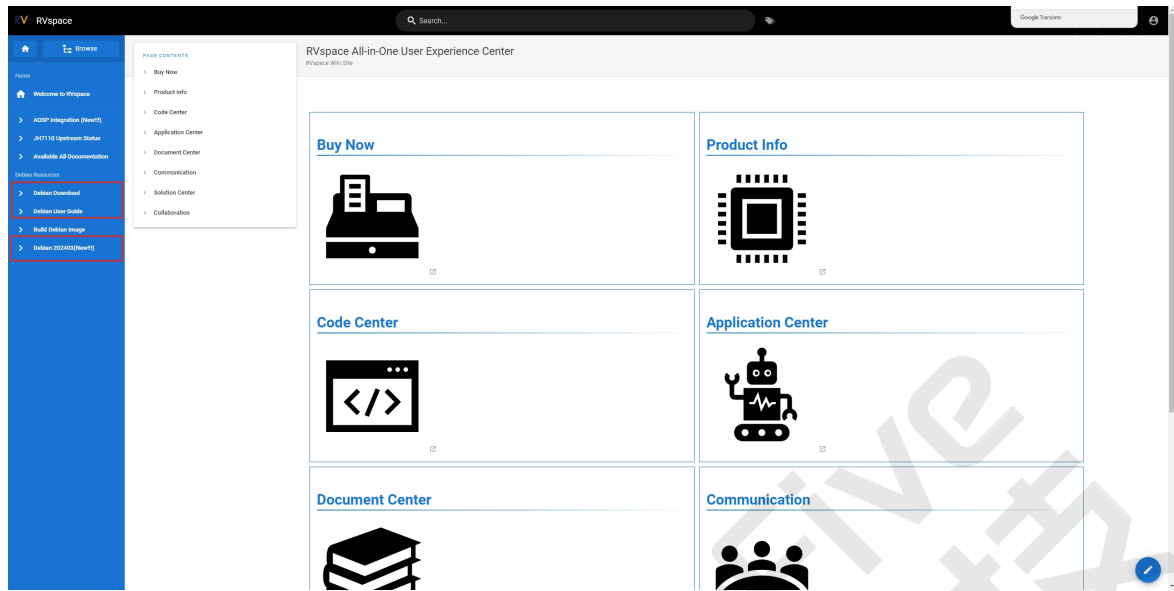 RV RVspace
Search...
Google Translate
Browse
Home
Welcome to RVspace
AOSP Integration (New!!!)
JH7110 Upstream Status
Available All Documentation
Debian Resources
Debian Download
Debian User Guide
Build Debian Image
Debian 202403(New!!!)
PAGE CONTENTS
Buy Now
Product Info
Code Center
Application Center
Document Center
Communication
Solution Center
Collaboration
RVspace All-in-One User Experience Center
RVspace Wiki Site
Buy Now
Product Info
Code Center
Application Center
Document Center
Communication
Five